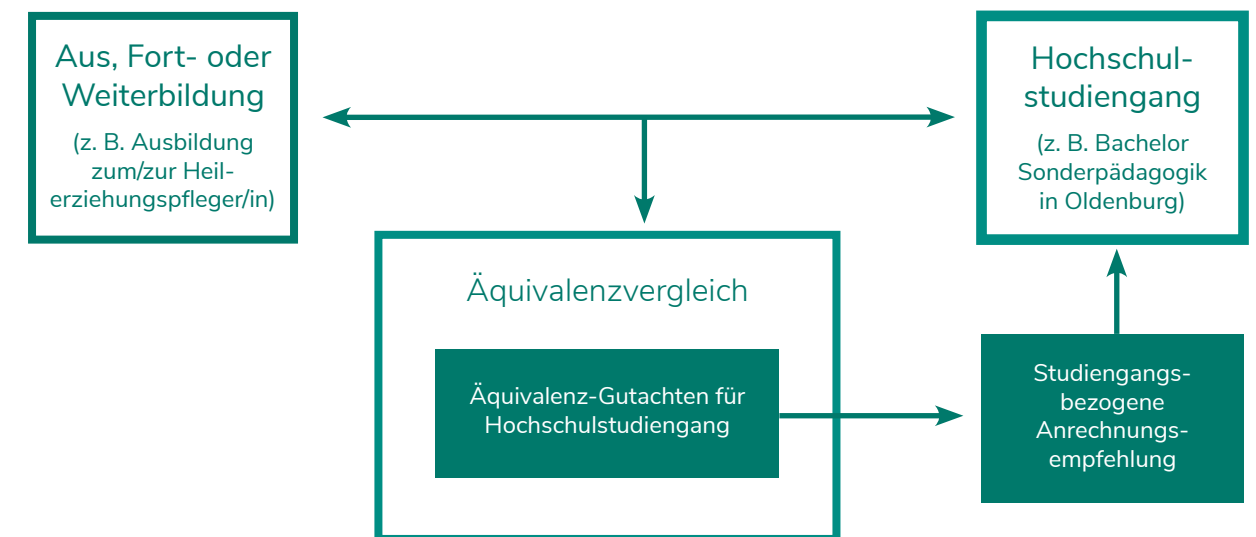 Aus, Fort- oder
Weiterbildung
(z. B. Ausbildung
zum/zur Heil-
erziehungspfleger/in)
Hochschul-
studiengang
(z. B. Bachelor
Sonderpädagogik
in Oldenburg)
Äquivalenzvergleich
Äquivalenz-Gutachten für
Hochschulstudiengang
Studiengangs-
bezogene
Anrechnungs-
empfehlung